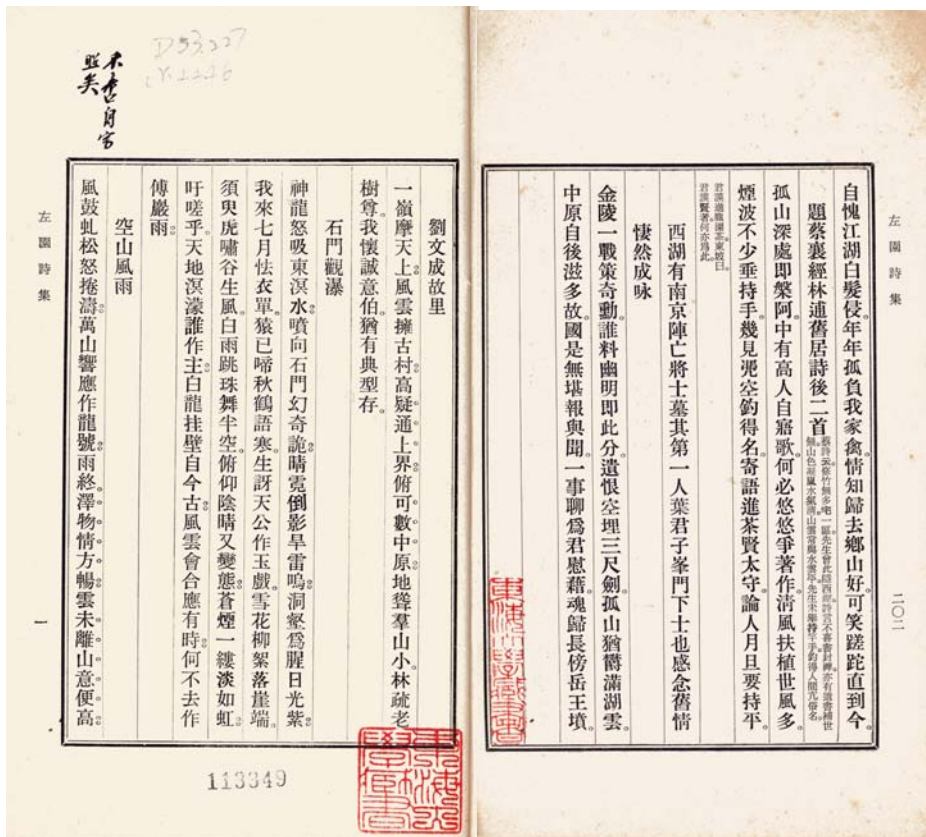 左園詩集
二〇二
自愧江湖白髮侵。年年孤負我家禽。情知歸去鄉山好。可笑蹉跎直到今。
題蔡襄經林逋舊居詩後二首
孤山深處即槃阿。中有高人自寤歌。何必悠悠爭著作。清風扶植世風多。
煙波不少垂持手。幾見兇空釣得名。寄語進茶賢太守。論人月旦要持平。
君謨賢者何亦爲此。
西湖有南京陣亡將士墓其第一人葉君子峯門下士也感念舊情
悽然成咏
金陵一戰策奇動。誰料幽明即此分。遺恨空埋三尺劍。孤山猶鬱滿湖雲。
中原自後滋多故。國是無堪報與聞。一事聊爲君慰藉。魂歸長傍岳王墳。
東海大學藏書
劉文成故里
一嶺摩天上。風雲擁古村。高疑通上界。俯可數中原。地聳羣山小。林疏老
樹尊。我懷誠意伯。猶有典型存。
石門觀瀑
神龍怒吸東溟水。噴向石門幻奇詭。晴霓倒影旱雷鳴。洞壑爲腥日光紫。
我來七月怯衣單。猿已啼秋鶴語寒。生訝天公作玉戲。雪花柳絮落崖端。
須臾虎嘯谷生風。白雨跳珠舞半空。俯仰陰晴又變態。蒼煙一縷淡如虹。
吁嗟乎。天地溟濛誰作主。白龍挂壁自今古。風雲會合應有時。何不去作
傅巖雨。
空山風雨
風鼓虬松怒捲濤。萬山響應作龍號。雨終澤物情方暢。雲未離山意便高。
左園詩集
一
D53.227
113349